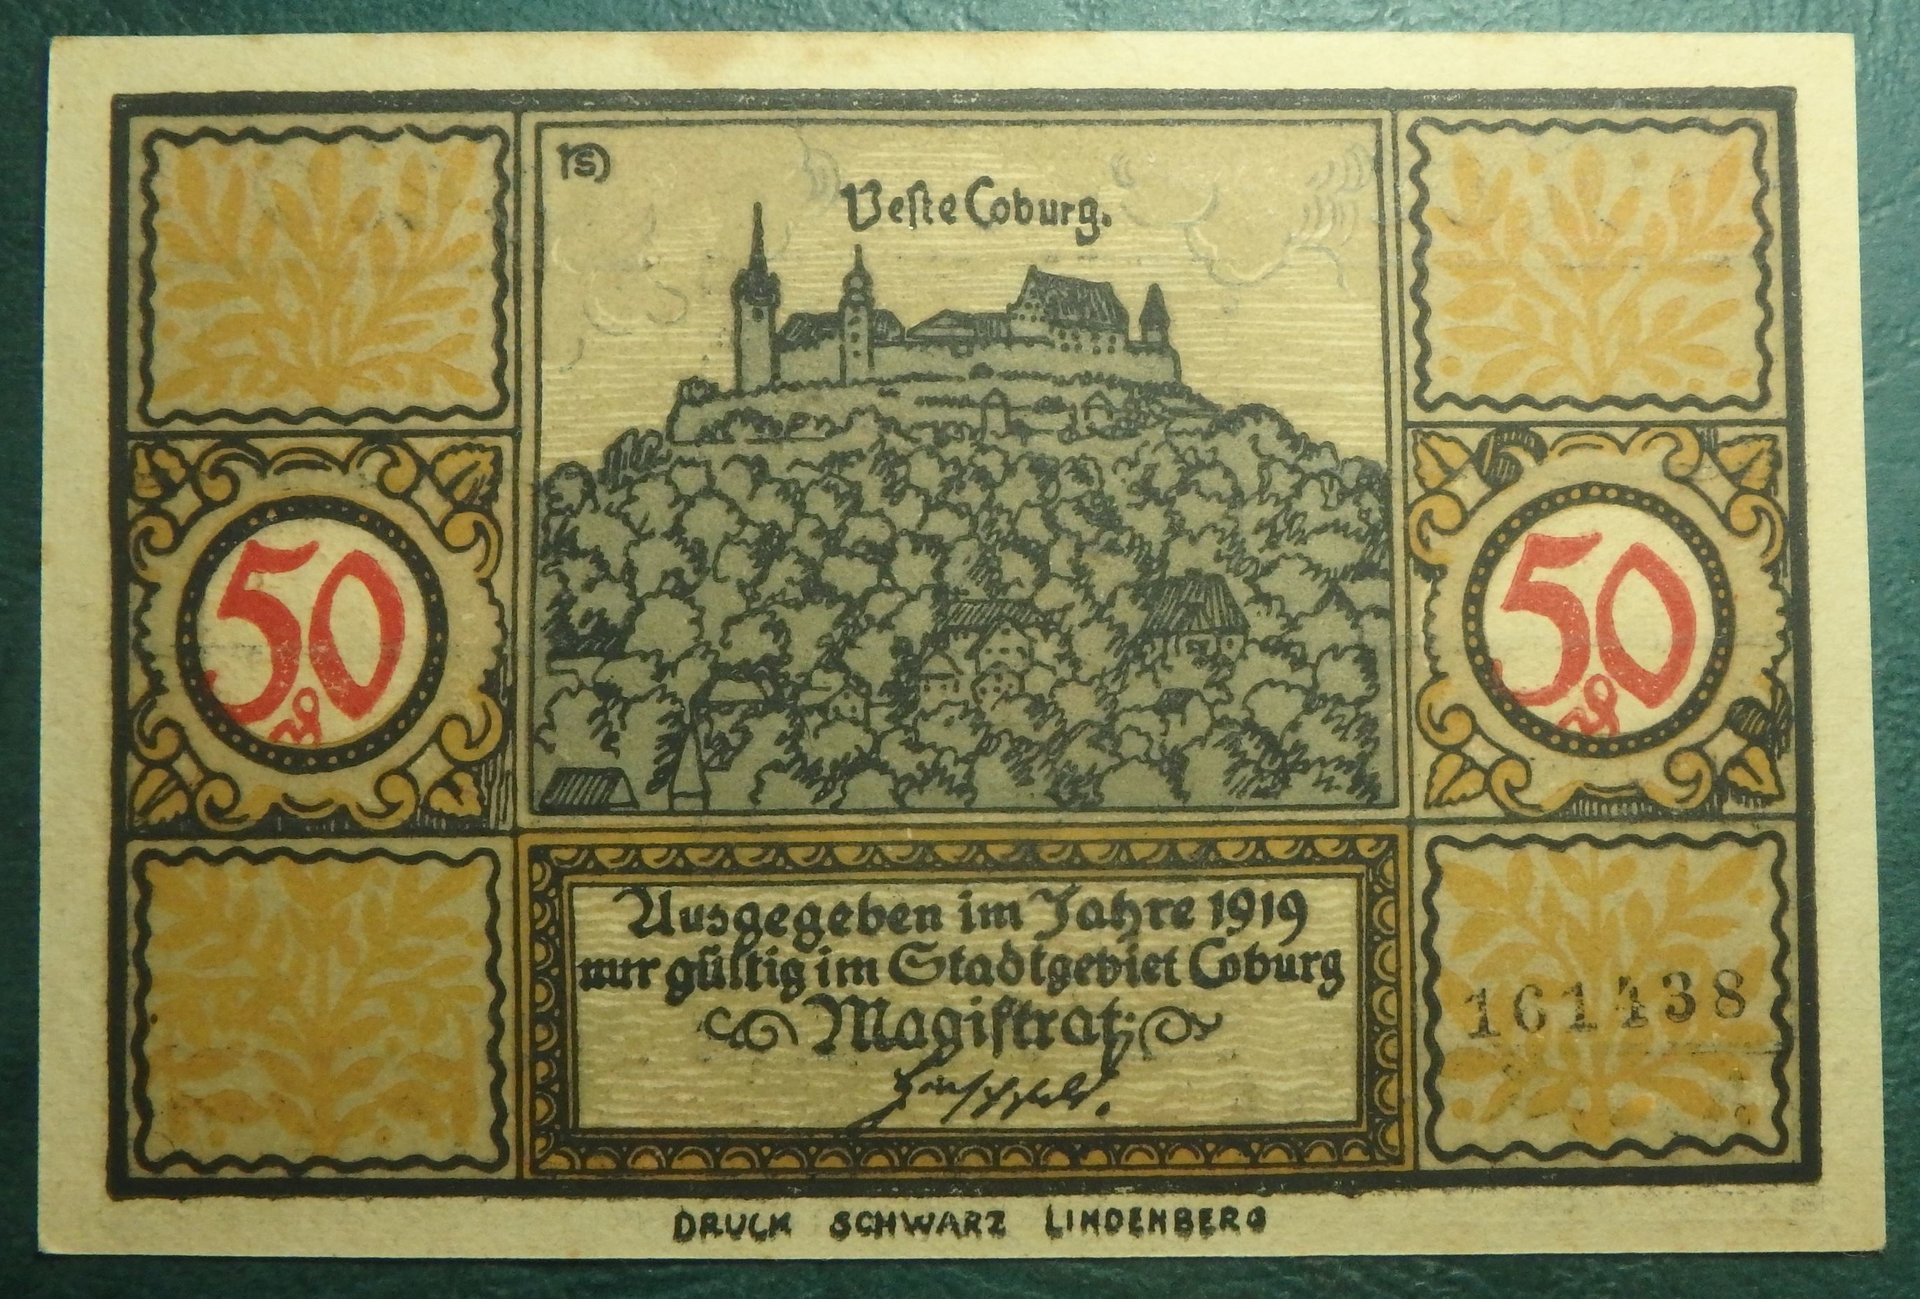 Veste Coburg.
50
50
Ausgegeben im Jahre 1919
nur gültig im Stadtgebiet Coburg
Magistrat:
161438
DRUCK SCHWARZ LINDENBERG